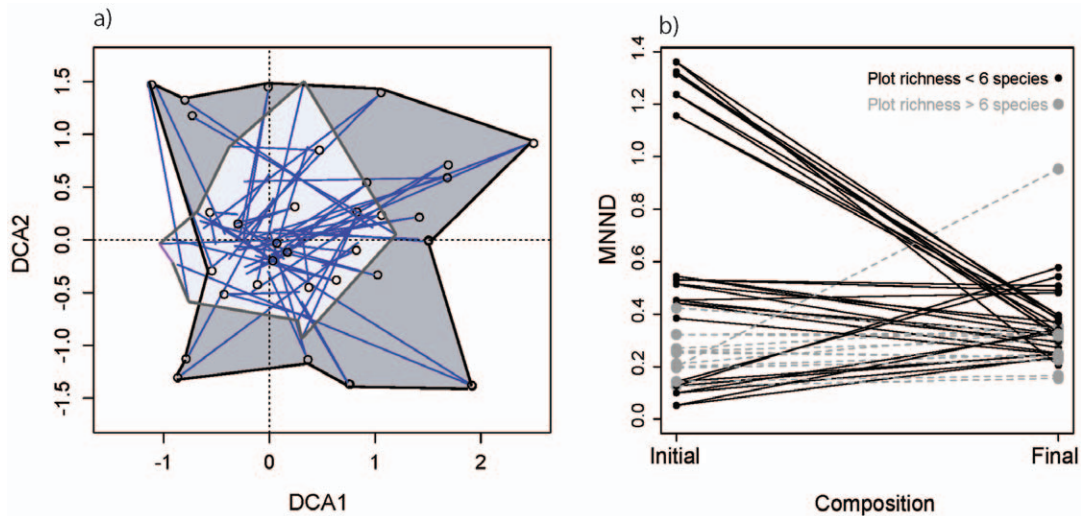 a)
DCA2
1.5
1.0
0.5
0.0
-0.5
-1.0
-1.5
-1
0
1
2
DCA1
b)
MNND
1.4
1.2
1.0
0.8
0.6
0.4
0.2
0.0
Plot richness < 6 species
Plot richness > 6 species
Initial
Final
Composition